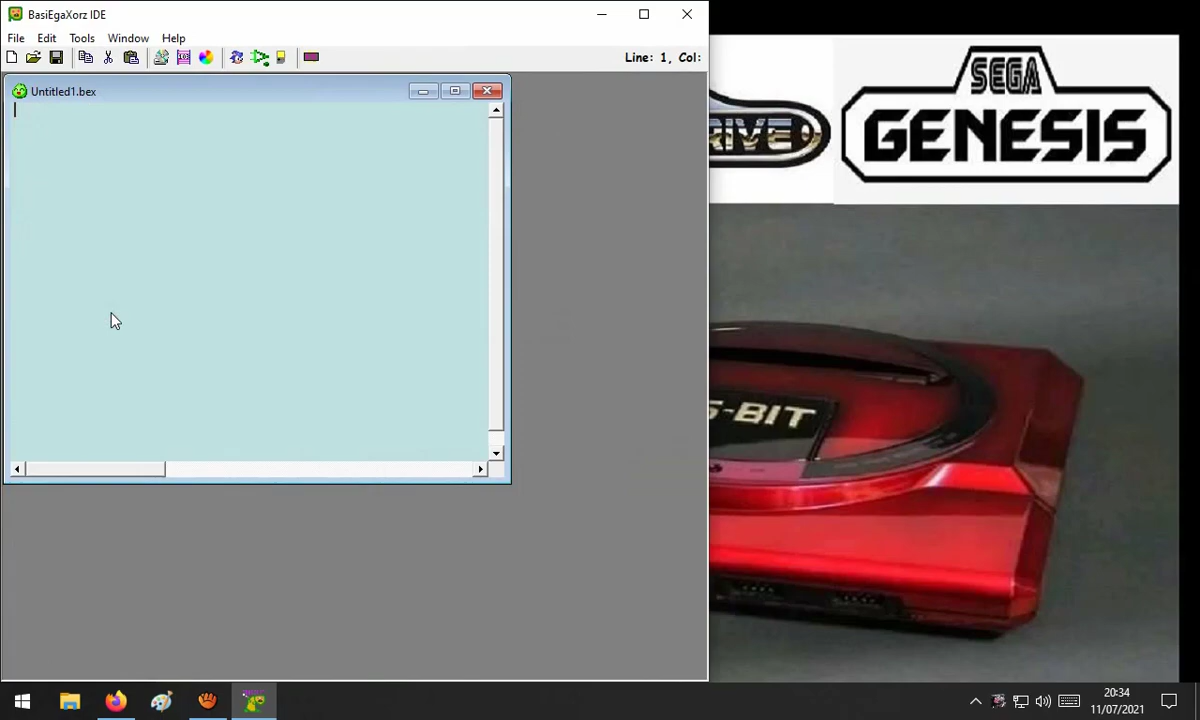 BasiEgaXorz IDE
File Edit Tools Window Help
Line: 1, Col:
Untitled1.bex
RIVE
SEGA
GENESIS
-BIT
20:34
11/07/2021